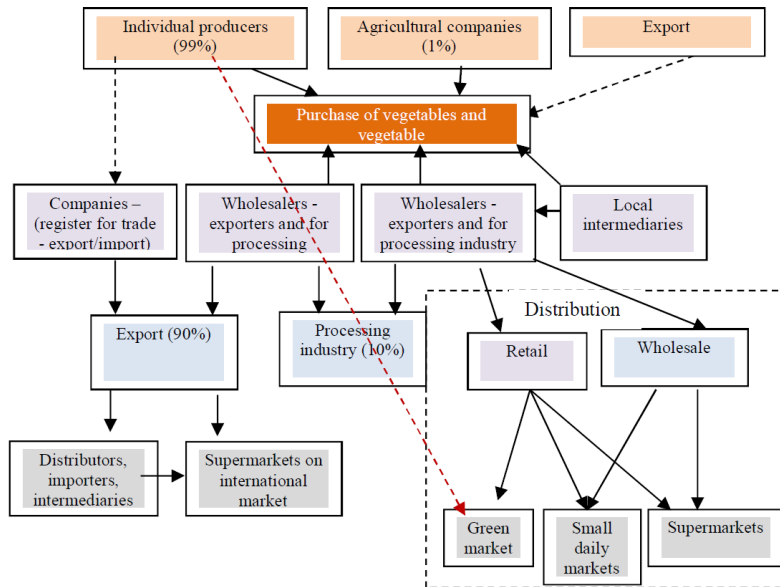 Individual producers
(99%)
Agricultural companies
(1%)
Export
Purchase of vegetables and
vegetable
Companies –
(register for trade
- export/import)
Wholesalers -
exporters and for
processing
Wholesalers -
exporters and for
processing industry
Local
intermediaries
Export (90%)
Processing
industry (10%)
Distribution
Retail
Wholesale
Distributors,
importers,
intermediaries
Supermarkets on
international
market
Green
market
Small
daily
markets
Supermarkets